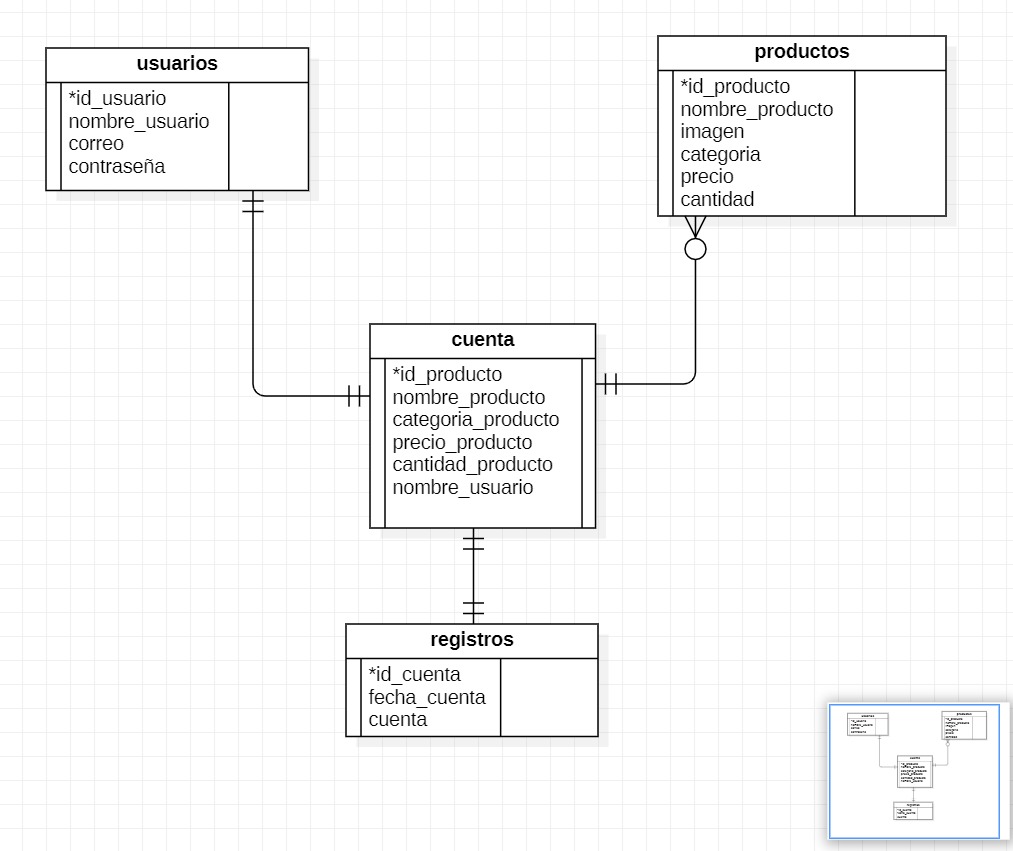 usuarios
*id_usuario
nombre_usuario
correo
contraseña
productos
*id_producto
nombre_producto
imagen
categoria
precio
cantidad
cuenta
*id_producto
nombre_producto
categoria_producto
precio_producto
cantidad_producto
nombre_usuario
registros
*id_cuenta
fecha_cuenta
cuenta